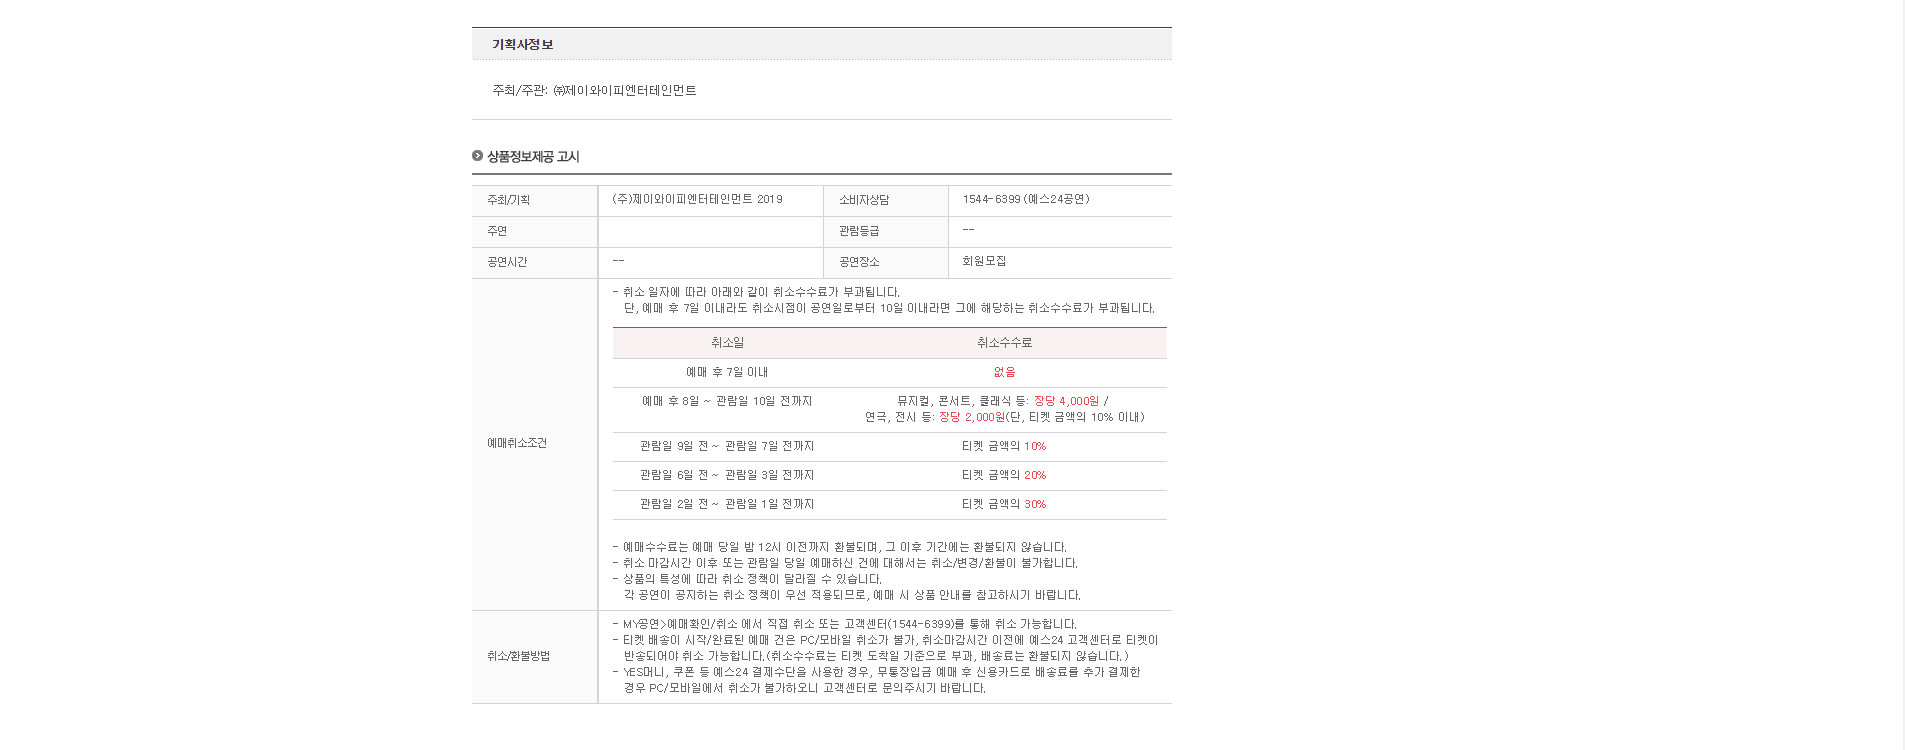 기획사정보
주최/주관: ㈜제이와이피엔터테인먼트
상품정보제공 고시
주최/기획 (주)제이와이피엔터테인먼트 2019 소비자상담 1544-6399 (예스24공연)
주연 관람등급 --
공연시간 -- 공연장소 회원모집
예매취소조건
- 취소 일자에 따라 아래와 같이 취소수수료가 부과됩니다.
단, 예매 후 7일 이내라도 취소시점이 공연일로부터 10일 이내라면 그에 해당하는 취소수수료가 부과됩니다.
취소일 취소수수료
예매 후 7일 이내 없음
예매 후 8일 ~ 관람일 10일 전까지 뮤지컬, 콘서트, 클래식 등: 장당 4,000원 /
연극, 전시 등: 장당 2,000원(단, 티켓 금액의 10% 이내)
관람일 9일 전 ~ 관람일 7일 전까지 티켓 금액의 10%
관람일 6일 전 ~ 관람일 3일 전까지 티켓 금액의 20%
관람일 2일 전 ~ 관람일 1일 전까지 티켓 금액의 30%
- 예매수수료는 예매 당일 밤 12시 이전까지 환불되며, 그 이후 기간에는 환불되지 않습니다.
- 취소 마감시간 이후 또는 관람일 당일 예매하신 건에 대해서는 취소/변경/환불이 불가합니다.
- 상품의 특성에 따라 취소 정책이 달라질 수 있습니다.
각 공연이 공지하는 취소 정책이 우선 적용되므로, 예매 시 상품 안내를 참고하시기 바랍니다.
취소/환불방법
- MY공연>예매확인/취소 에서 직접 취소 또는 고객센터(1544-6399)를 통해 취소 가능합니다.
- 티켓 배송이 시작/완료된 예매 건은 PC/모바일 취소가 불가, 취소마감시간 이전에 예스24 고객센터로 티켓이
반송되어야 취소 가능합니다.(취소수수료는 티켓 도착일 기준으로 부과, 배송료는 환불되지 않습니다.)
- YES머니, 쿠폰 등 예스24 결제수단을 사용한 경우, 무통장입금 예매 후 신용카드로 배송료를 추가 결제한
경우 PC/모바일에서 취소가 불가하오니 고객센터로 문의주시기 바랍니다.